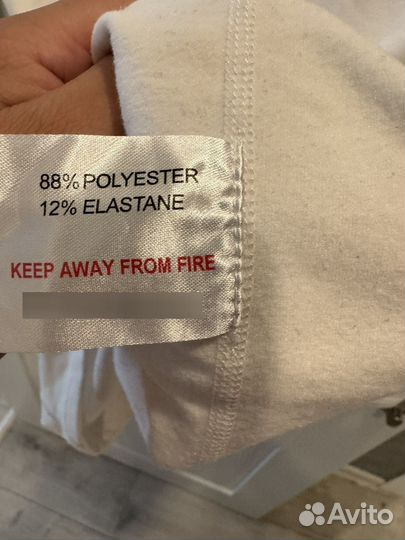 88% POLYESTER
12% ELASTANE
KEEP AWAY FROM FIRE
Avito